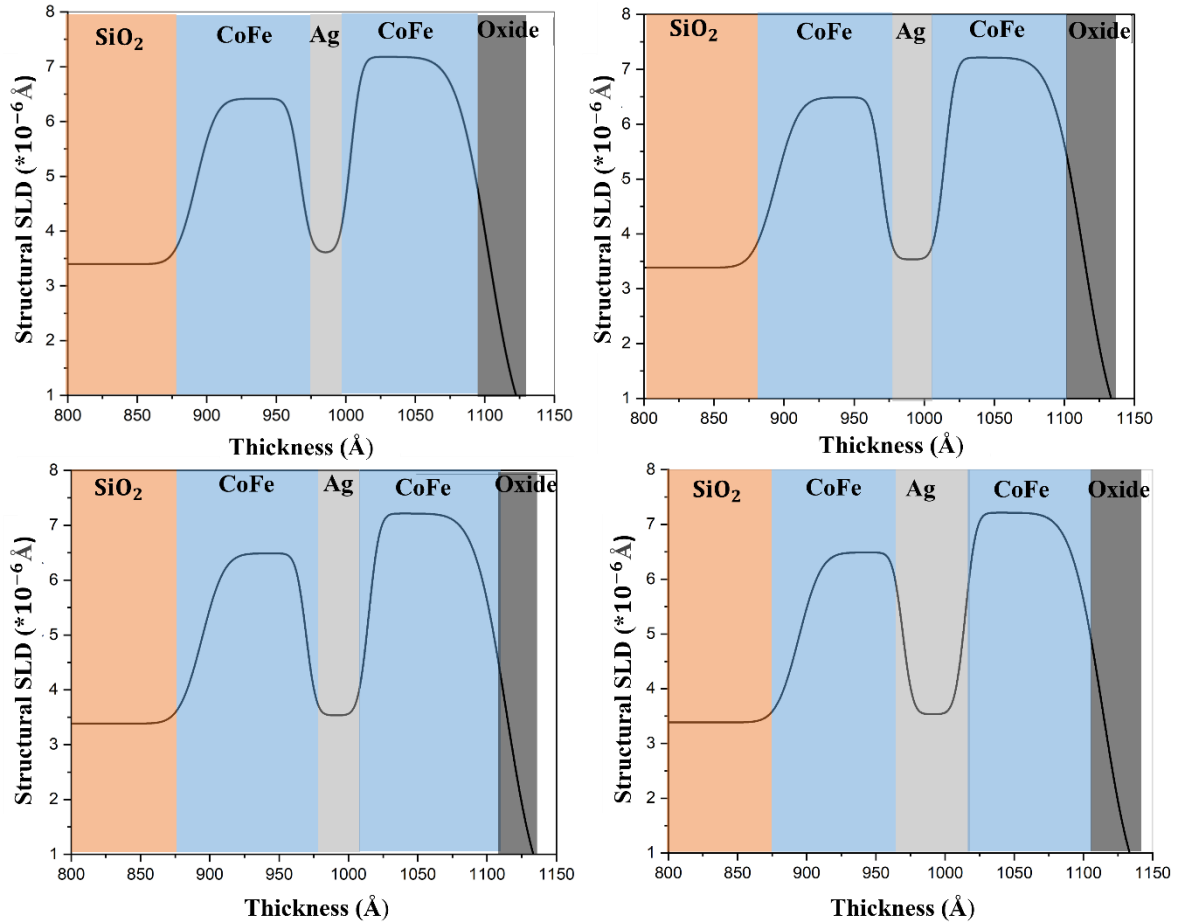 SiO₂ CoFe Ag CoFe Oxide
Structural SLD (*10⁻⁶ Å)
8
7
6
5
4
3
2
1
800 850 900 950 1000 1050 1100 1150
Thickness (Å)
SiO₂ CoFe Ag CoFe Oxide
Structural SLD (*10⁻⁶ Å)
8
7
6
5
4
3
2
1
800 850 900 950 1000 1050 1100 1150
Thickness (Å)
SiO₂ CoFe Ag CoFe Oxide
Structural SLD (*10⁻⁶ Å)
8
7
6
5
4
3
2
1
800 850 900 950 1000 1050 1100 1150
Thickness (Å)
SiO₂ CoFe Ag CoFe Oxide
Structural SLD (*10⁻⁶ Å)
8
7
6
5
4
3
2
1
800 850 900 950 1000 1050 1100 1150
Thickness (Å)